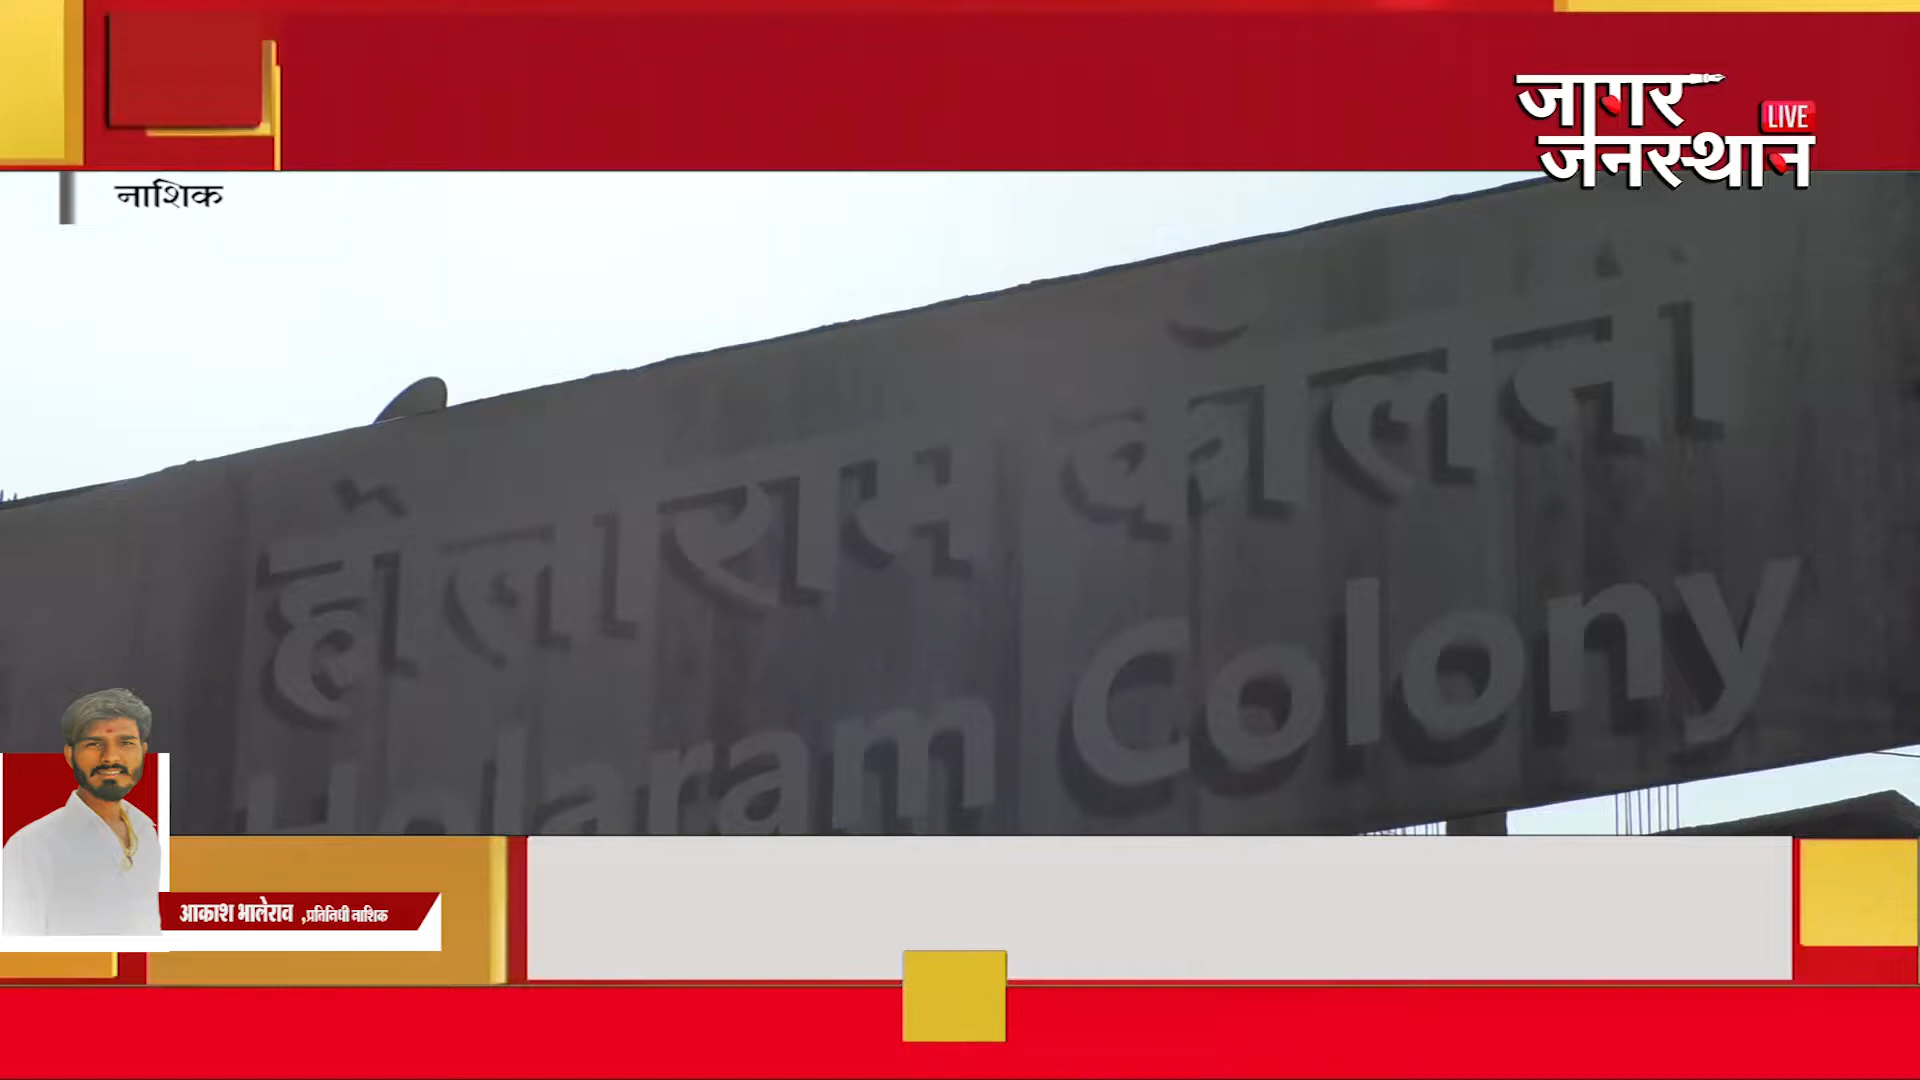 जागर
LIVE
जनस्थान
नाशिक
होलाराम कॉलनी
Holaram Colony
आकाश भालेराव ,प्रतिनिधी नाशिक